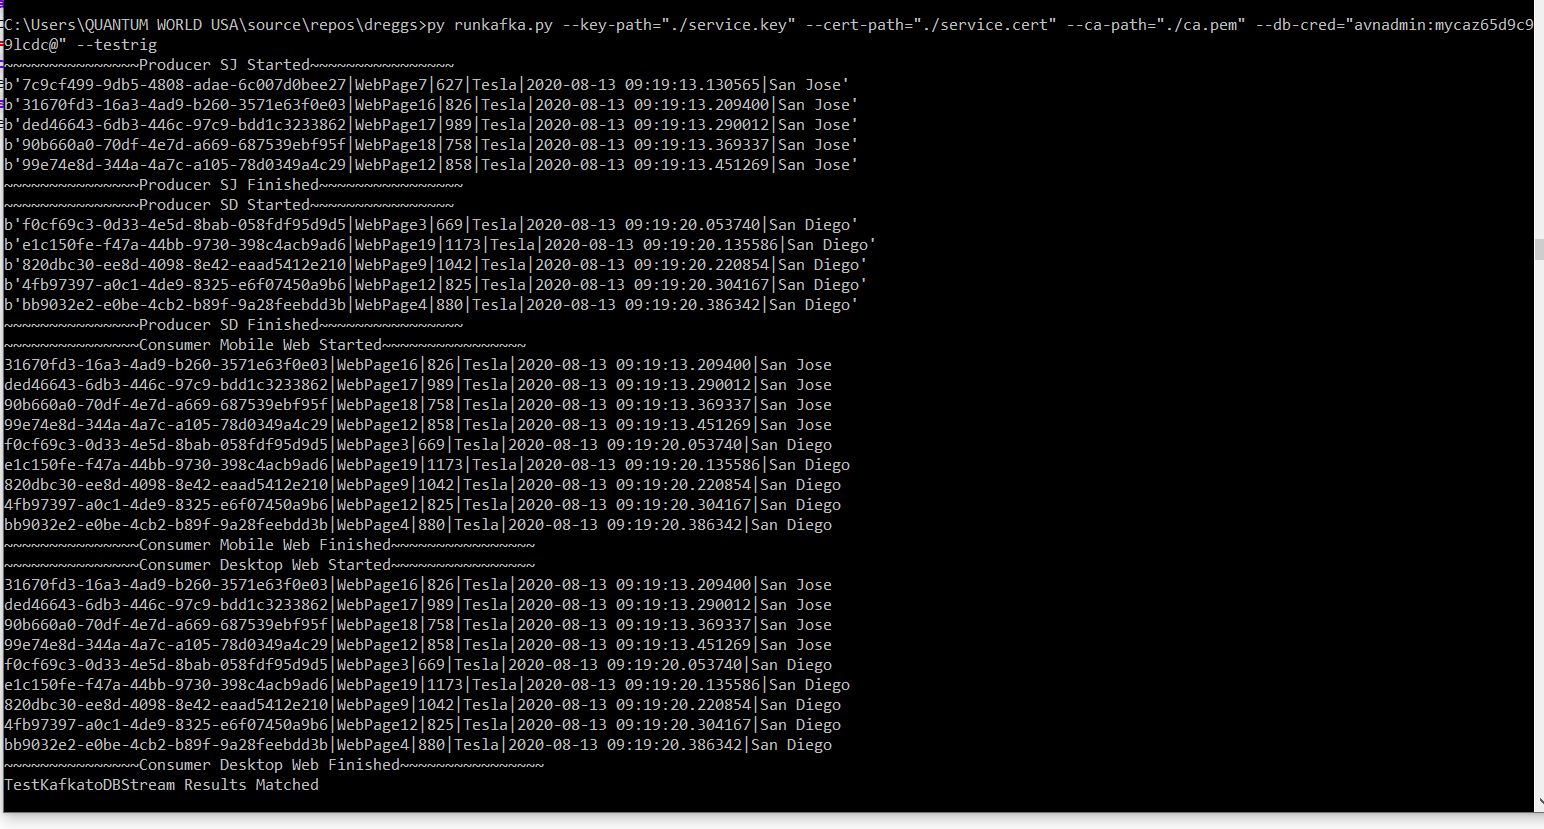 C:\Users\QUANTUM WORLD USA\source\repos\dreggs>py runkafka.py --key-path="./service.key" --cert-path="./service.cert" --ca-path="./ca.pem" --db-cred="avnadmin:mycaz65d9c9
9lcdc@" --testrig
~~~~~~~~~~~~~~~Producer SJ Started~~~~~~~~~~~~~~~~
b'7c9cf499-9db5-4808-adae-6c007d0bee27|WebPage7|627|Tesla|2020-08-13 09:19:13.130565|San Jose'
b'31670fd3-16a3-4ad9-b260-3571e63f0e03|WebPage16|826|Tesla|2020-08-13 09:19:13.209400|San Jose'
b'ded46643-6db3-446c-97c9-bdd1c3233862|WebPage17|989|Tesla|2020-08-13 09:19:13.290012|San Jose'
b'90b660a0-70df-4e7d-a669-687539ebf95f|WebPage18|758|Tesla|2020-08-13 09:19:13.369337|San Jose'
b'99e74e8d-344a-4a7c-a105-78d0349a4c29|WebPage12|858|Tesla|2020-08-13 09:19:13.451269|San Jose'
~~~~~~~~~~~~~~~Producer SJ Finished~~~~~~~~~~~~~~~~
~~~~~~~~~~~~~~~Producer SD Started~~~~~~~~~~~~~~~~
b'f0cf69c3-0d33-4e5d-8bab-058fdf95d9d5|WebPage3|669|Tesla|2020-08-13 09:19:20.053740|San Diego'
b'e1c150fe-f47a-44bb-9730-398c4acb9ad6|WebPage19|1173|Tesla|2020-08-13 09:19:20.135586|San Diego'
b'820dbc30-ee8d-4098-8e42-eaad5412e210|WebPage9|1042|Tesla|2020-08-13 09:19:20.220854|San Diego'
b'4fb97397-a0c1-4de9-8325-e6f07450a9b6|WebPage12|825|Tesla|2020-08-13 09:19:20.304167|San Diego'
b'bb9032e2-e0be-4cb2-b89f-9a28feebdd3b|WebPage4|880|Tesla|2020-08-13 09:19:20.386342|San Diego'
~~~~~~~~~~~~~~~Producer SD Finished~~~~~~~~~~~~~~~~
~~~~~~~~~~~~~~~Consumer Mobile Web Started~~~~~~~~~~~~~~~~
31670fd3-16a3-4ad9-b260-3571e63f0e03|WebPage16|826|Tesla|2020-08-13 09:19:13.209400|San Jose
ded46643-6db3-446c-97c9-bdd1c3233862|WebPage17|989|Tesla|2020-08-13 09:19:13.290012|San Jose
90b660a0-70df-4e7d-a669-687539ebf95f|WebPage18|758|Tesla|2020-08-13 09:19:13.369337|San Jose
99e74e8d-344a-4a7c-a105-78d0349a4c29|WebPage12|858|Tesla|2020-08-13 09:19:13.451269|San Jose
f0cf69c3-0d33-4e5d-8bab-058fdf95d9d5|WebPage3|669|Tesla|2020-08-13 09:19:20.053740|San Diego
e1c150fe-f47a-44bb-9730-398c4acb9ad6|WebPage19|1173|Tesla|2020-08-13 09:19:20.135586|San Diego
820dbc30-ee8d-4098-8e42-eaad5412e210|WebPage9|1042|Tesla|2020-08-13 09:19:20.220854|San Diego
4fb97397-a0c1-4de9-8325-e6f07450a9b6|WebPage12|825|Tesla|2020-08-13 09:19:20.304167|San Diego
bb9032e2-e0be-4cb2-b89f-9a28feebdd3b|WebPage4|880|Tesla|2020-08-13 09:19:20.386342|San Diego
~~~~~~~~~~~~~~~Consumer Mobile Web Finished~~~~~~~~~~~~~~~~
~~~~~~~~~~~~~~~Consumer Desktop Web Started~~~~~~~~~~~~~~~~
31670fd3-16a3-4ad9-b260-3571e63f0e03|WebPage16|826|Tesla|2020-08-13 09:19:13.209400|San Jose
ded46643-6db3-446c-97c9-bdd1c3233862|WebPage17|989|Tesla|2020-08-13 09:19:13.290012|San Jose
90b660a0-70df-4e7d-a669-687539ebf95f|WebPage18|758|Tesla|2020-08-13 09:19:13.369337|San Jose
99e74e8d-344a-4a7c-a105-78d0349a4c29|WebPage12|858|Tesla|2020-08-13 09:19:13.451269|San Jose
f0cf69c3-0d33-4e5d-8bab-058fdf95d9d5|WebPage3|669|Tesla|2020-08-13 09:19:20.053740|San Diego
e1c150fe-f47a-44bb-9730-398c4acb9ad6|WebPage19|1173|Tesla|2020-08-13 09:19:20.135586|San Diego
820dbc30-ee8d-4098-8e42-eaad5412e210|WebPage9|1042|Tesla|2020-08-13 09:19:20.220854|San Diego
4fb97397-a0c1-4de9-8325-e6f07450a9b6|WebPage12|825|Tesla|2020-08-13 09:19:20.304167|San Diego
bb9032e2-e0be-4cb2-b89f-9a28feebdd3b|WebPage4|880|Tesla|2020-08-13 09:19:20.386342|San Diego
~~~~~~~~~~~~~~~Consumer Desktop Web Finished~~~~~~~~~~~~~~~~
TestKafkatoDBStream Results Matched